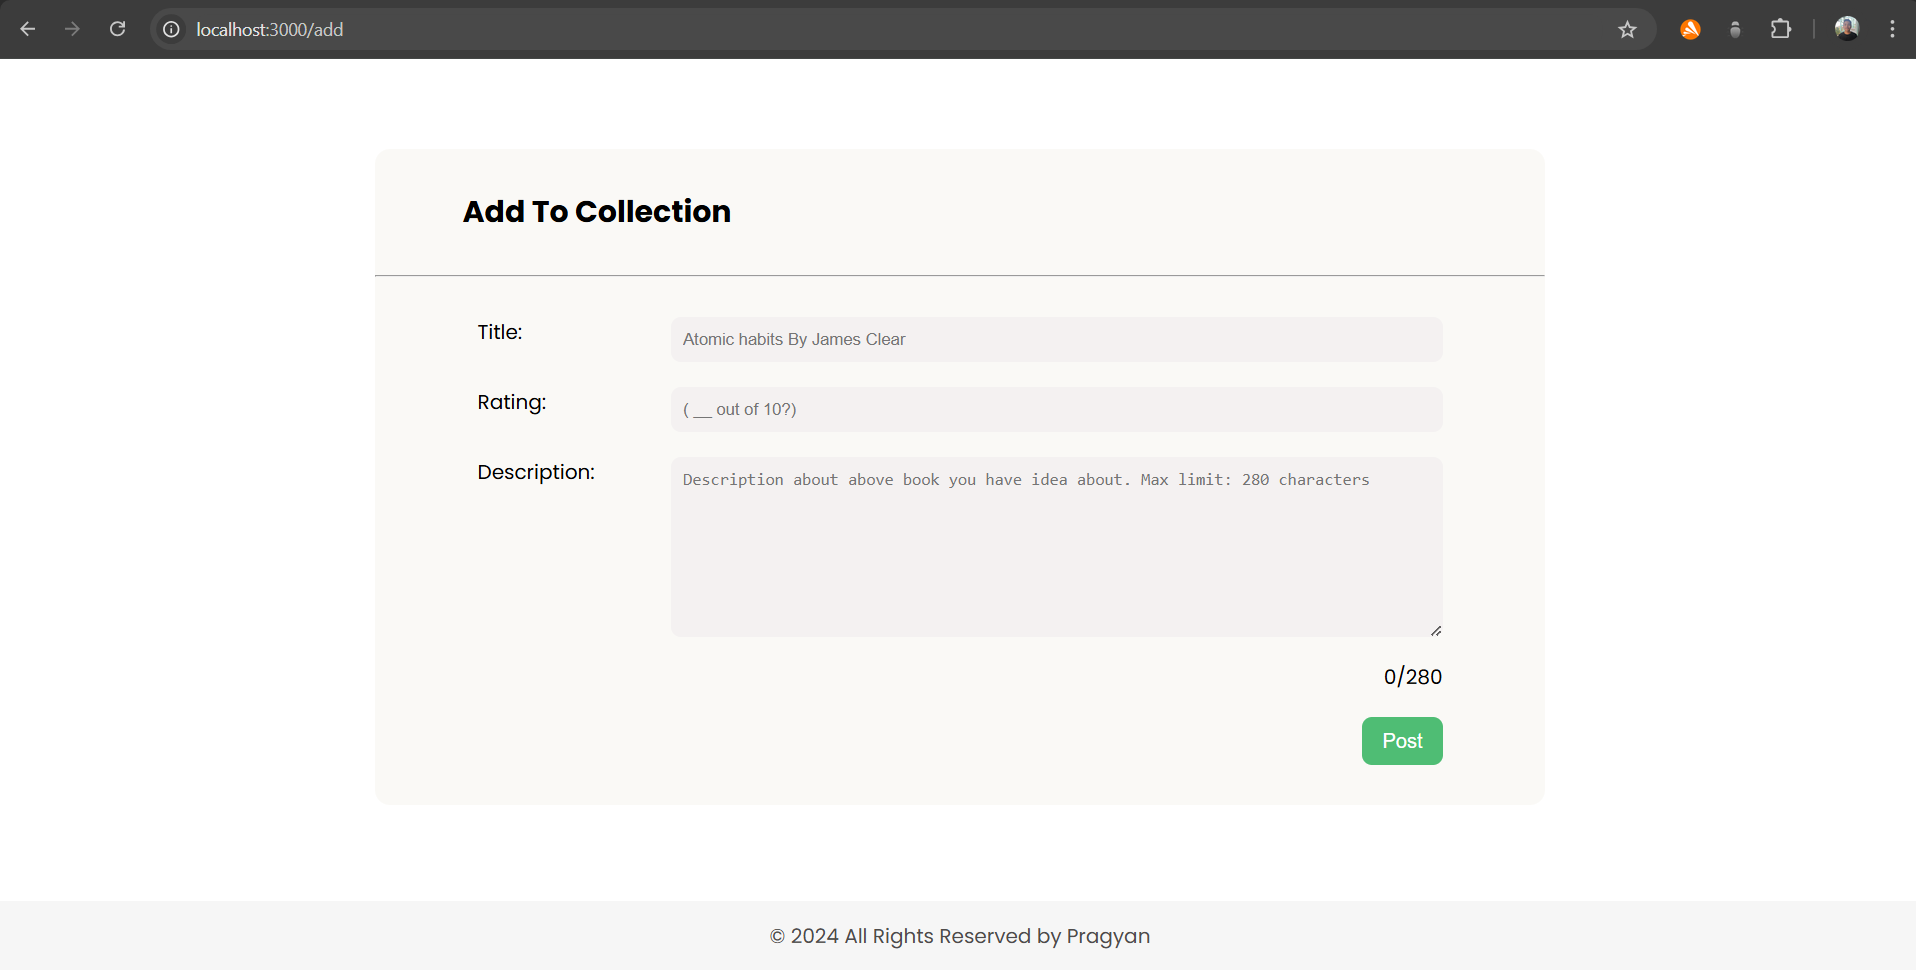 localhost:3000/add
Add To Collection
Title:
Atomic habits By James Clear
Rating:
( __ out of 10?)
Description:
Description about above book you have idea about. Max limit: 280 characters
0/280
Post
© 2024 All Rights Reserved by Pragyan